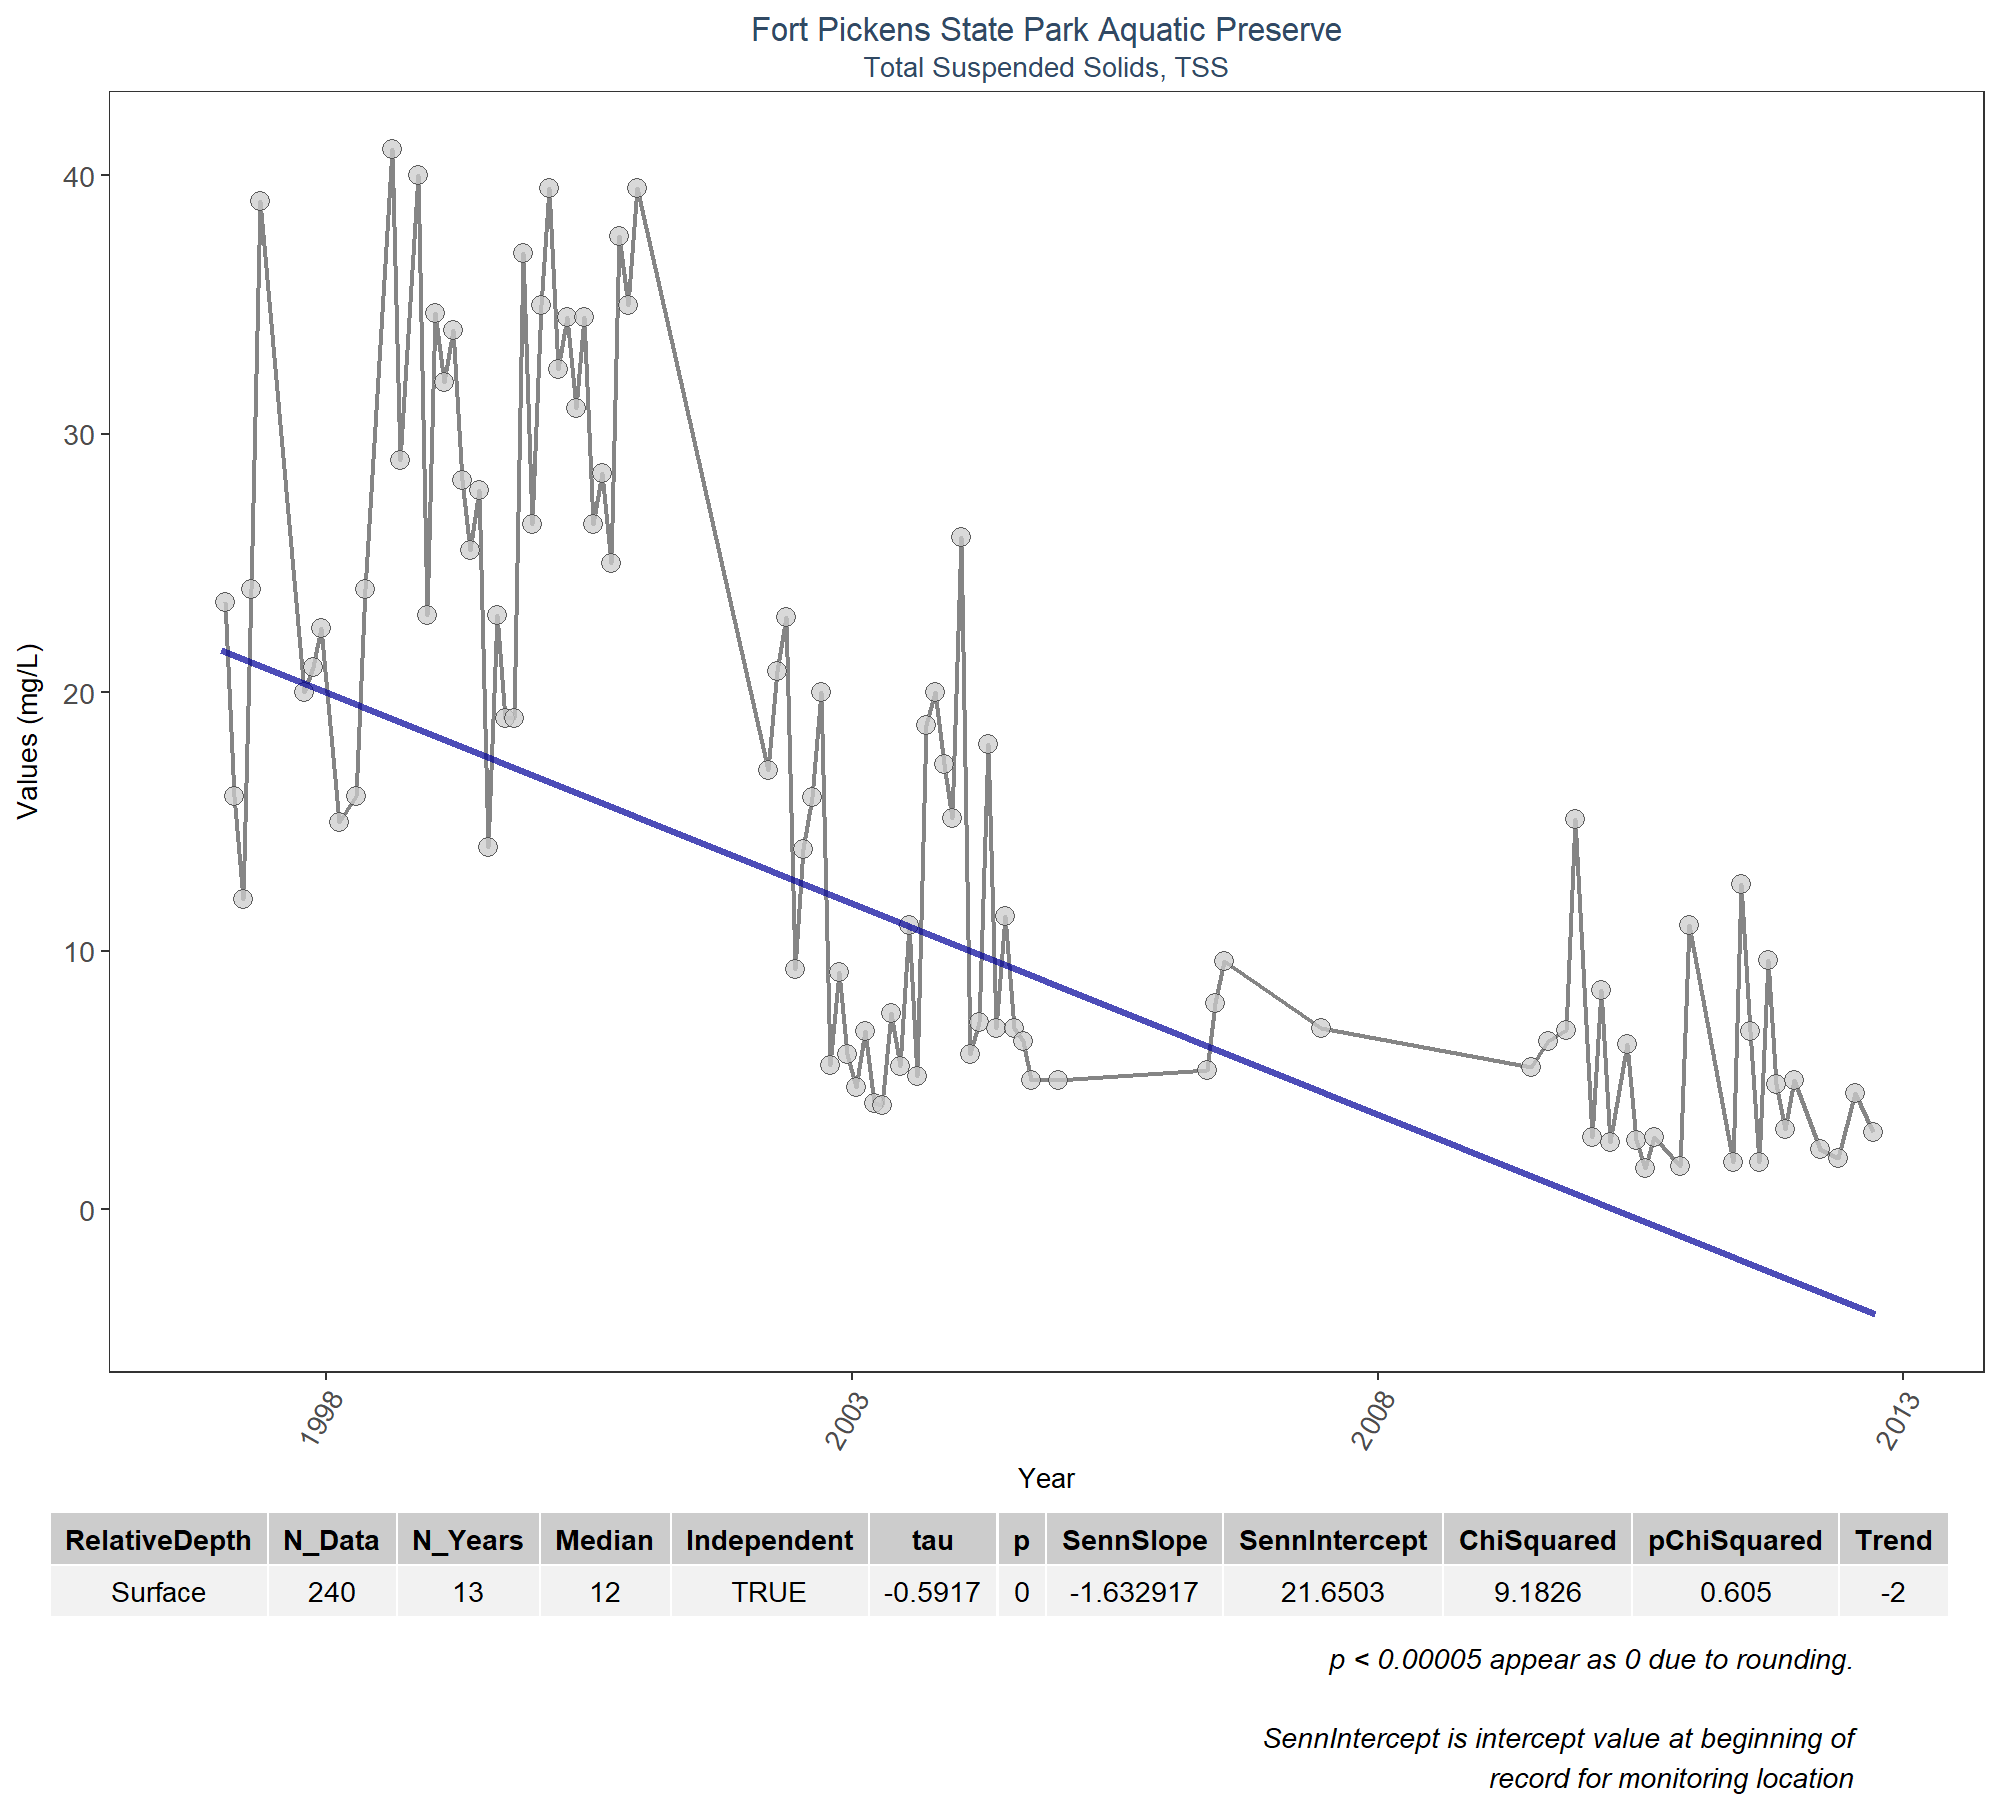 Fort Pickens State Park Aquatic Preserve
Total Suspended Solids, TSS
Values (mg/L)
40
30
20
10
0
1998 2003 2008 2013
Year
RelativeDepth N_Data N_Years Median Independent tau p SennSlope SennIntercept ChiSquared pChiSquared Trend
Surface 240 13 12 TRUE -0.5917 0 -1.632917 21.6503 9.1826 0.605 -2
p < 0.00005 appear as 0 due to rounding.
SennIntercept is intercept value at beginning of
record for monitoring location